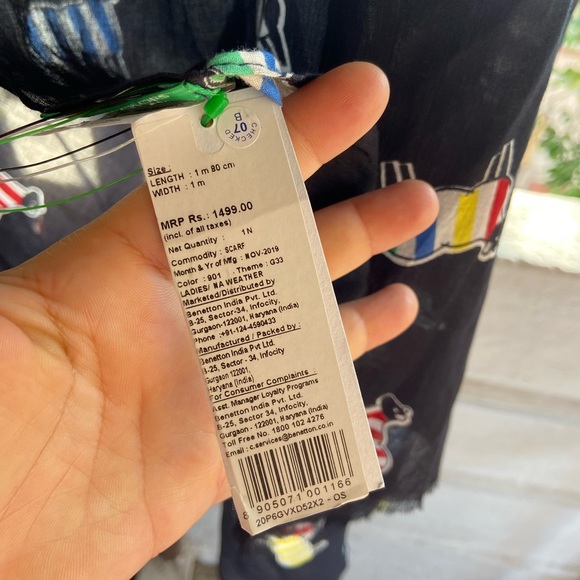 CHECKED
07
B
Size :
LENGTH : 1 m 80 cm
WIDTH : 1 m
MRP Rs.: 1499.00
(incl. of all taxes)
Net Quantity : 1N
Commodity : SCARF
Month & Yr of Mfg : NOV-2019
Color : 901 Theme : G33
LADIES/ WA WEATHER
Marketed/Distributed by
Benetton India Pvt. Ltd.
B-25, Sector-34, Infocity,
Gurgaon-122001, Haryana (India)
Phone :+91-124-4590433
Manufactured / Packed by :
Benetton India Pvt Ltd.
B-25, Sector - 34, Infocity
Gurgaon 122001,
Haryana (India)
For Consumer Complaints
Asst. Manager Loyalty Programs
Benetton India Pvt. Ltd.
B-25, Sector 34, Infocity,
Gurgaon - 122001, Haryana (India)
Toll Free No. 1800 102 4276
Email : c.services@benetton.co.in
8 905071 001166
20P6GVXD52X2 - OS